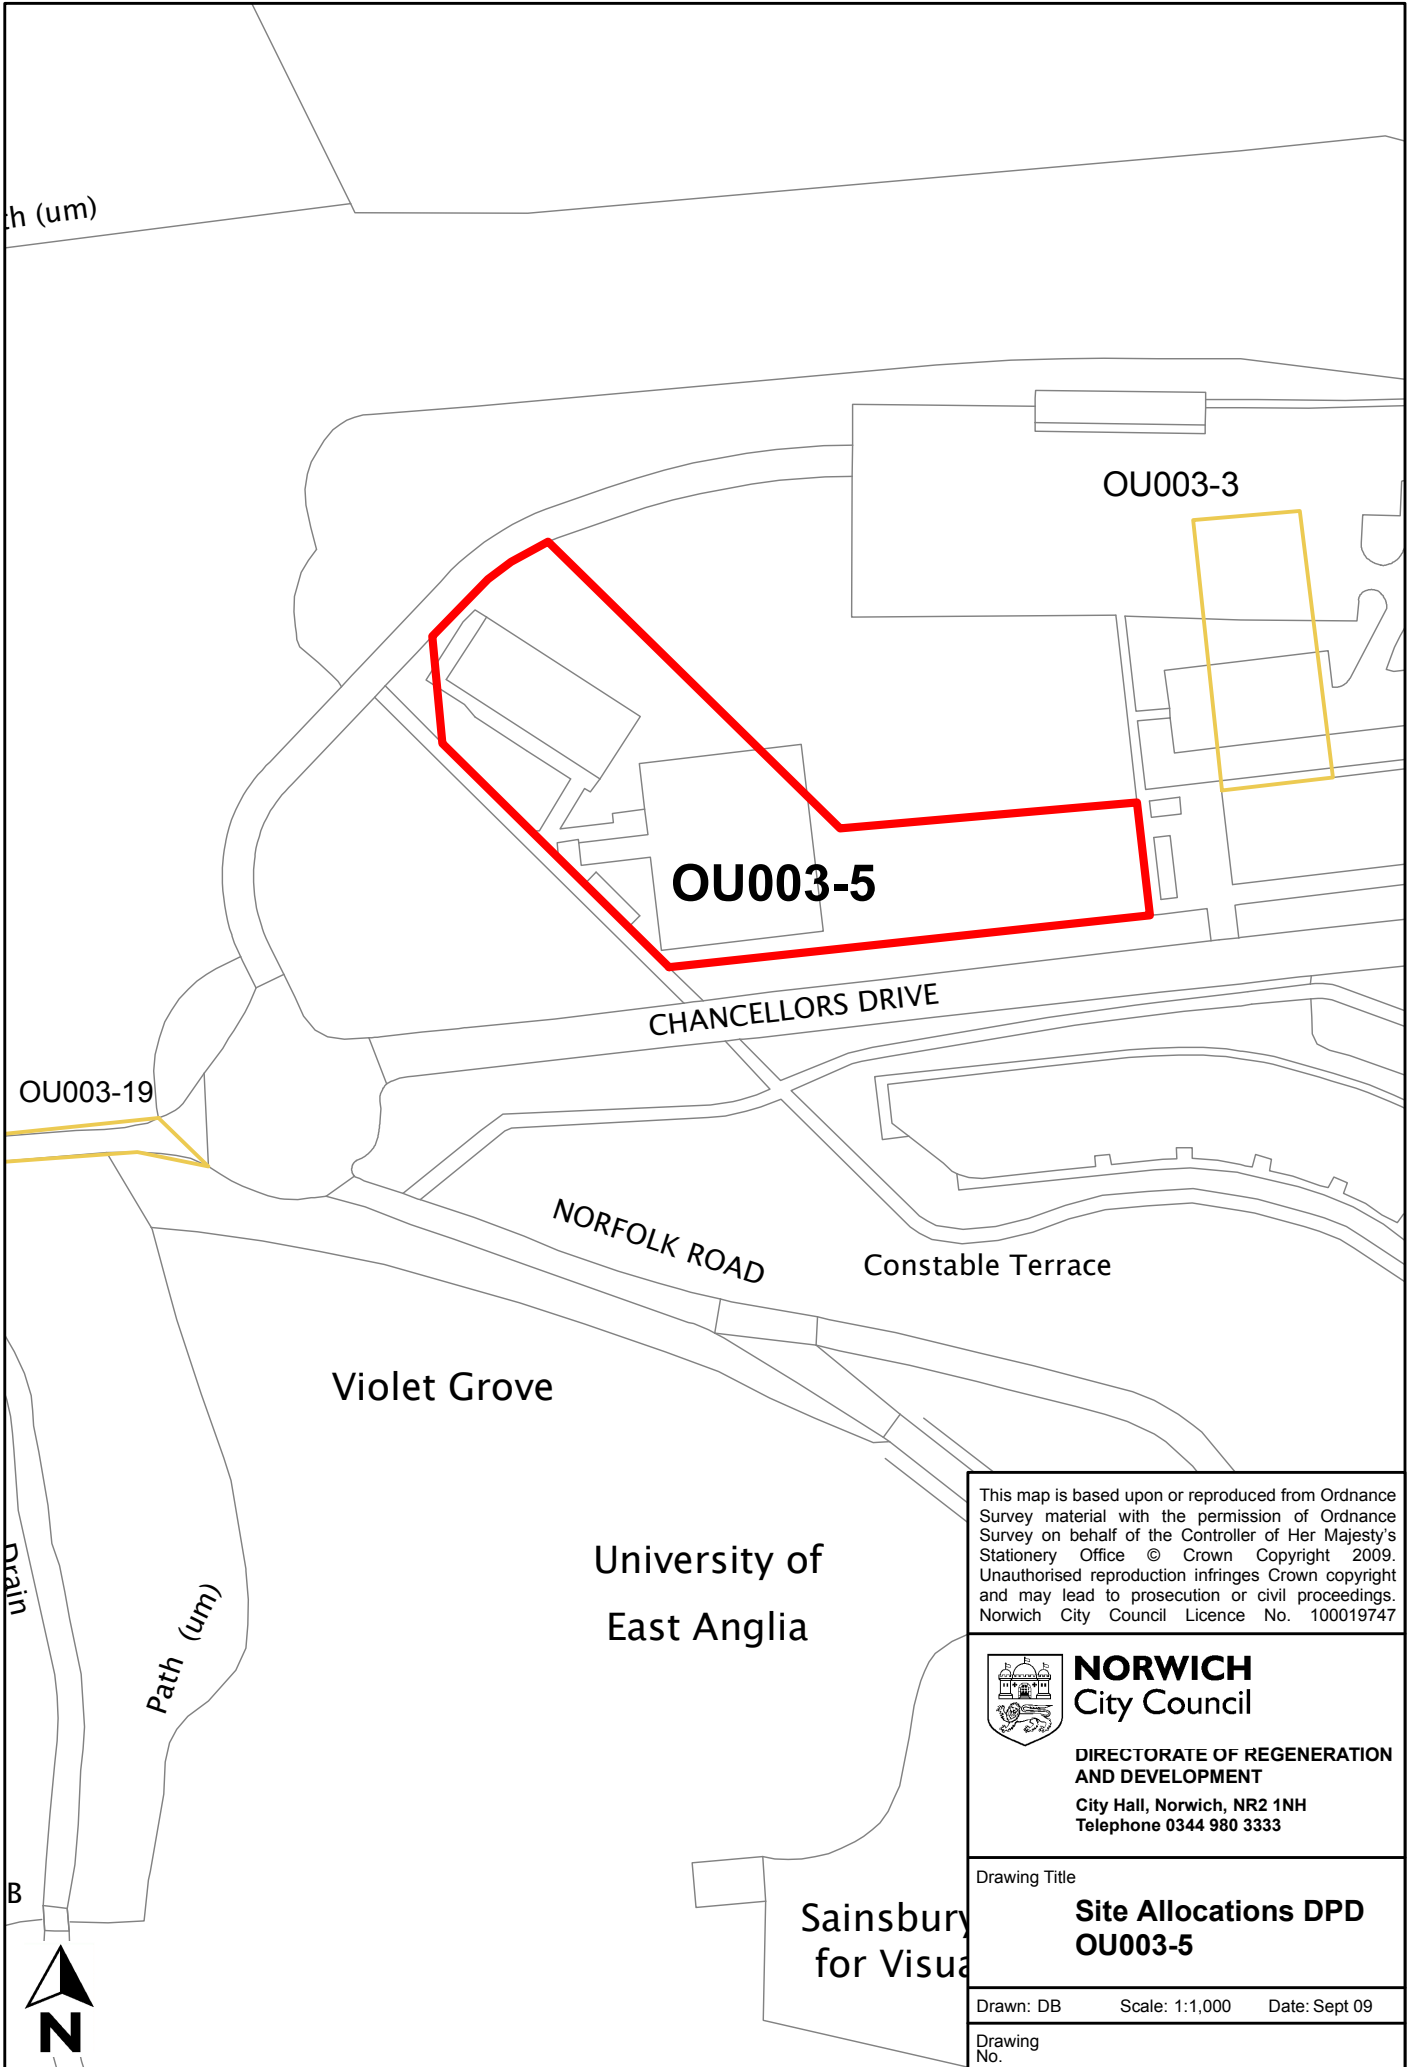 th (um)
OU003-3
OU003-5
CHANCELLORS DRIVE
OU003-19
NORFOLK ROAD
Constable Terrace
Violet Grove
University of
East Anglia
Drain
Path (um)
B
Sainsbury
for Visua
N
This map is based upon or reproduced from Ordnance
Survey material with the permission of Ordnance
Survey on behalf of the Controller of Her Majesty's
Stationery Office © Crown Copyright 2009.
Unauthorised reproduction infringes Crown copyright
and may lead to prosecution or civil proceedings.
Norwich City Council Licence No. 100019747
NORWICH
City Council
DIRECTORATE OF REGENERATION
AND DEVELOPMENT
City Hall, Norwich, NR2 1NH
Telephone 0344 980 3333
Drawing Title
Site Allocations DPD
OU003-5
Drawn: DB Scale: 1:1,000 Date: Sept 09
Drawing
No.